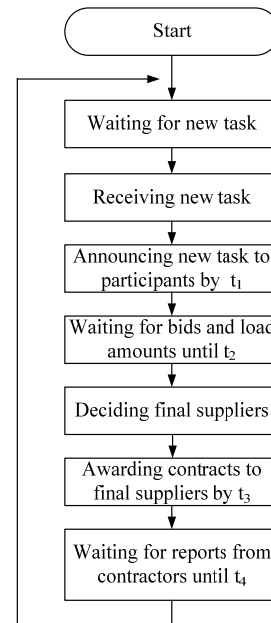 Start
Waiting for new task
Receiving new task
Announcing new task to
participants by t₁
Waiting for bids and load
amounts until t₂
Deciding final suppliers
Awarding contracts to
final suppliers by t₃
Waiting for reports from
contractors until t₄